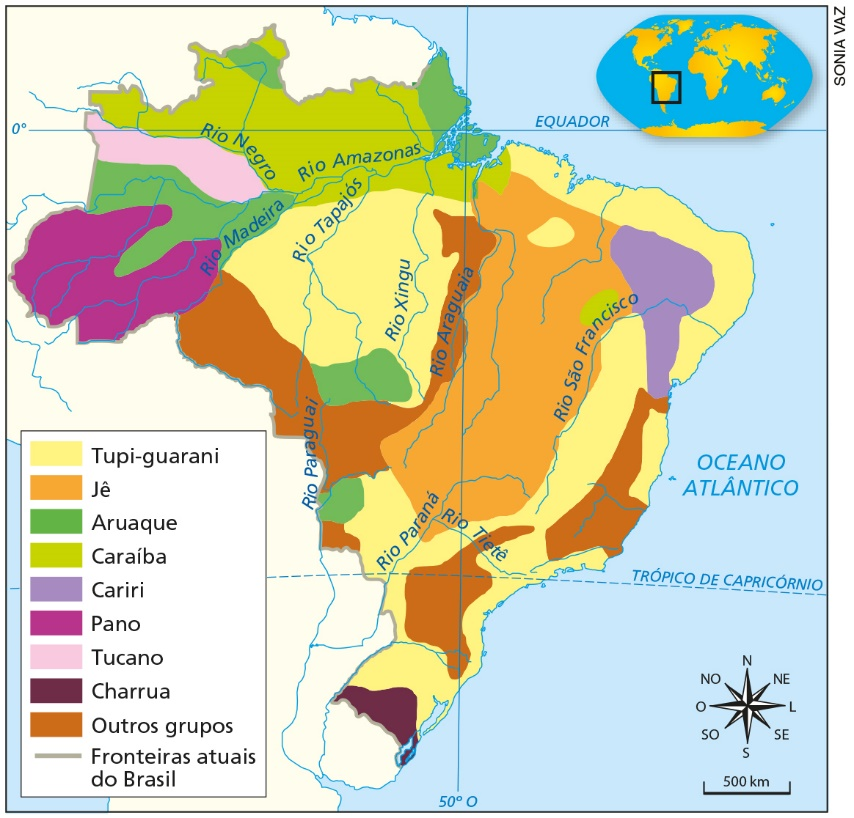 SONIA VAZ
EQUADOR
0°
Rio Negro
Rio Amazonas
Rio Madeira
Rio Tapajós
Rio Xingu
Rio Araguaia
Rio São Francisco
Rio Paraguai
Rio Paraná
Rio Tietê
OCEANO
ATLÂNTICO
TRÓPICO DE CAPRICÓRNIO
Tupi-guarani
Jê
Aruaque
Caraíba
Cariri
Pano
Tucano
Charrua
Outros grupos
Fronteiras atuais
do Brasil
N
NO
NE
O
L
SO
SE
S
500 km
50° O